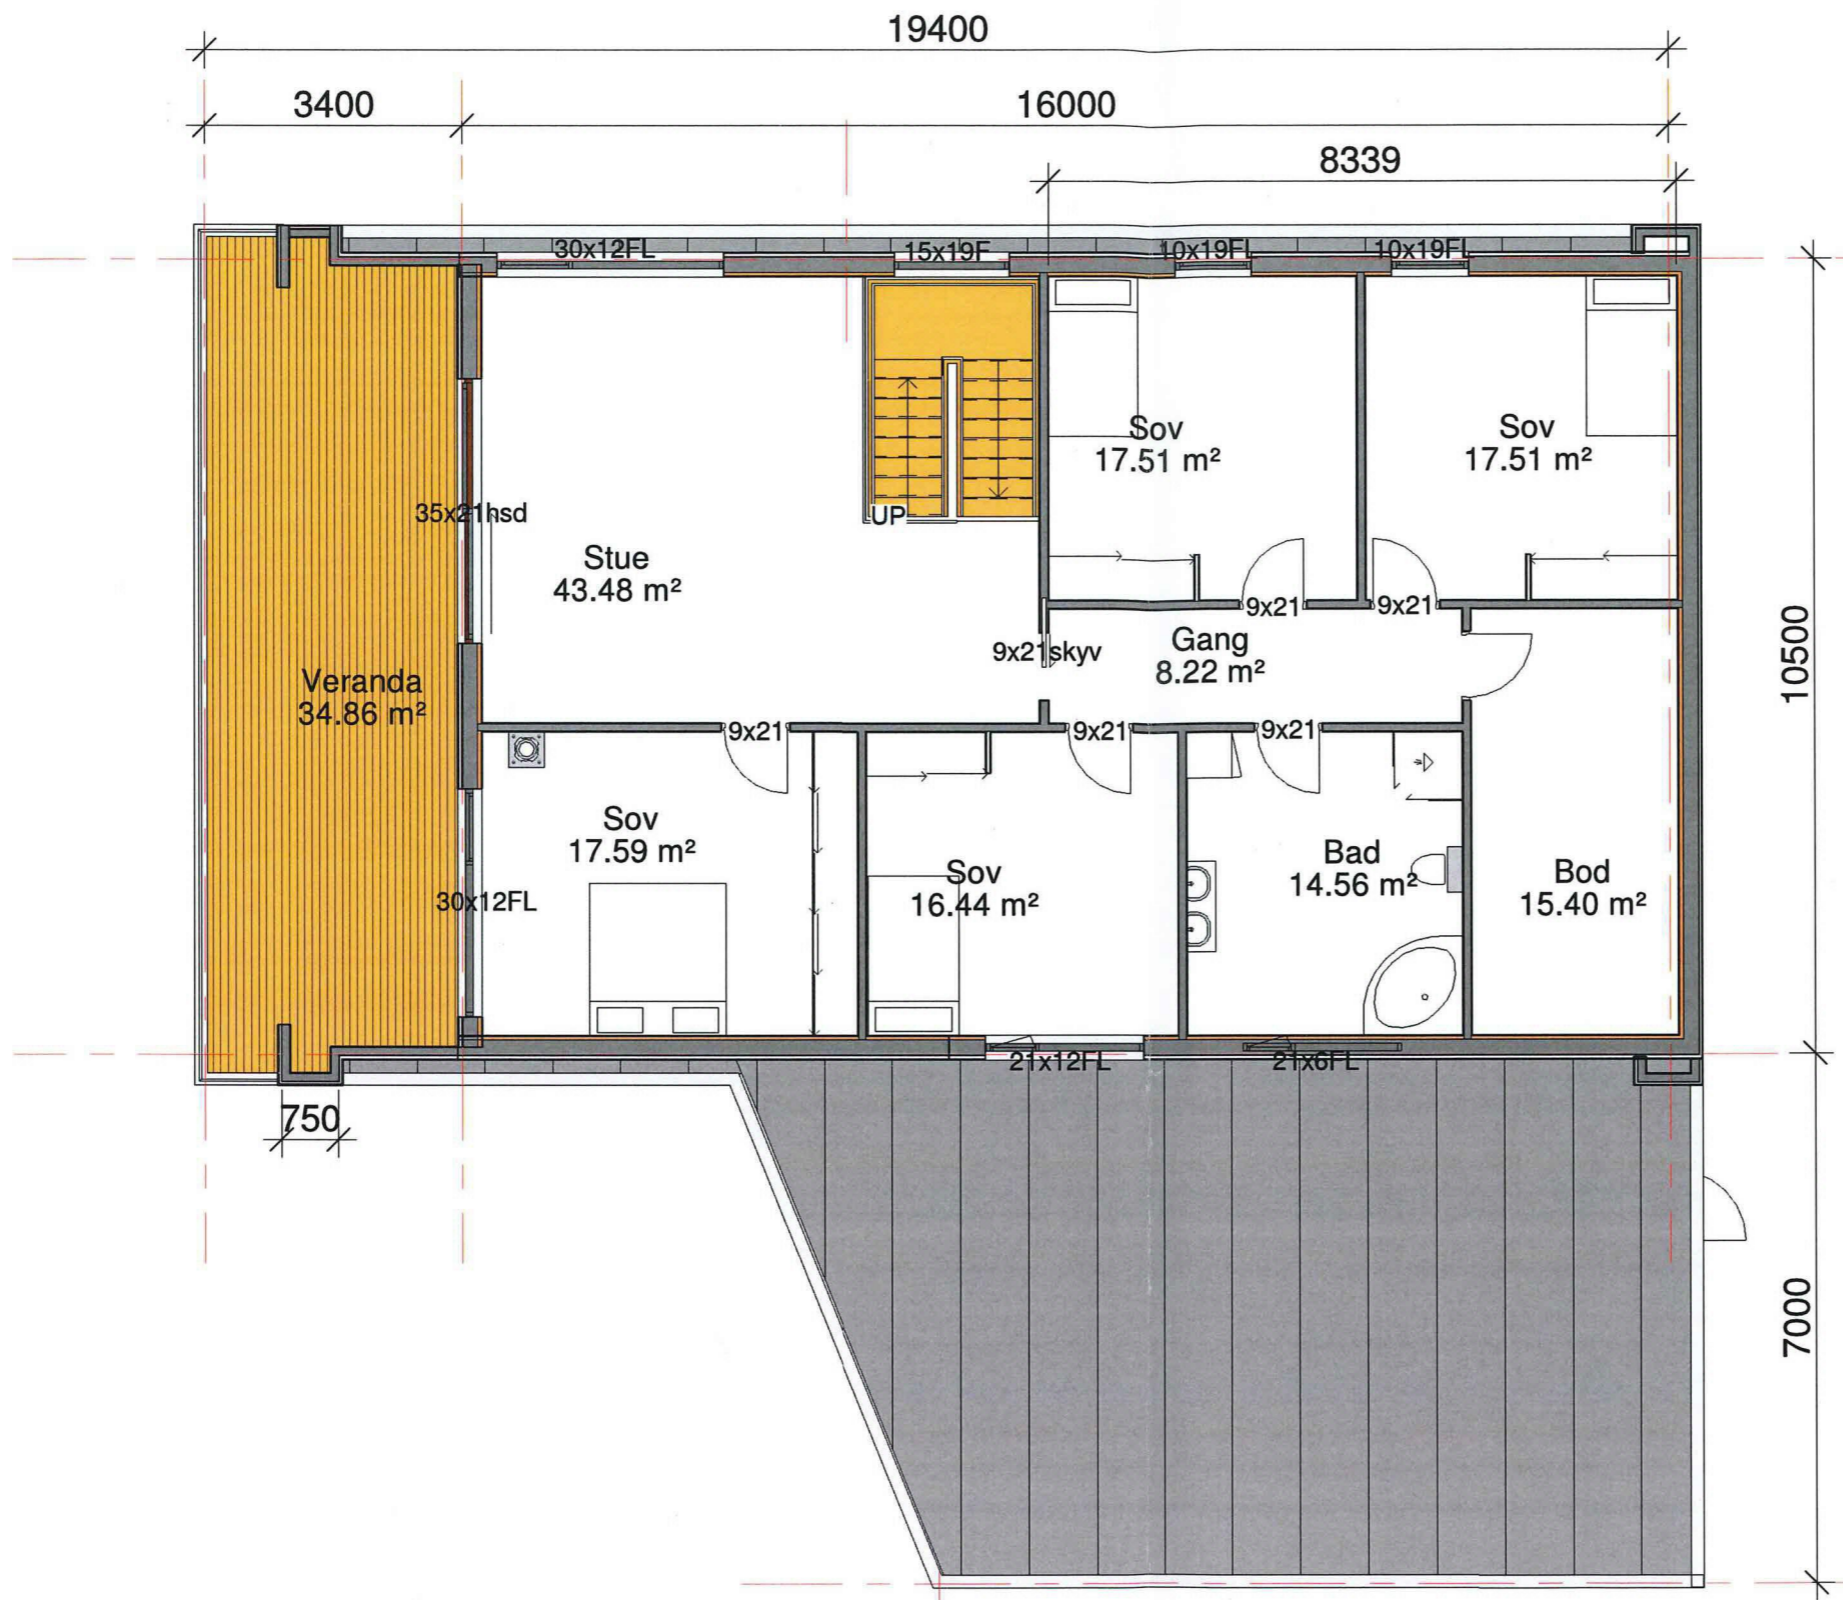 19400
3400
16000
8339
30x12FL
15x19F
10x19FL
10x19FL
Sov
17.51 m²
Sov
17.51 m²
35x21hsd
UP
Stue
43.48 m²
9x21
9x21
10500
9x21skyv
Gang
8.22 m²
Veranda
34.86 m²
9x21
9x21
9x21
Sov
17.59 m²
Sov
16.44 m²
Bad
14.56 m²
Bod
15.40 m²
30x12FL
21x12FL
21x6FL
750
7000